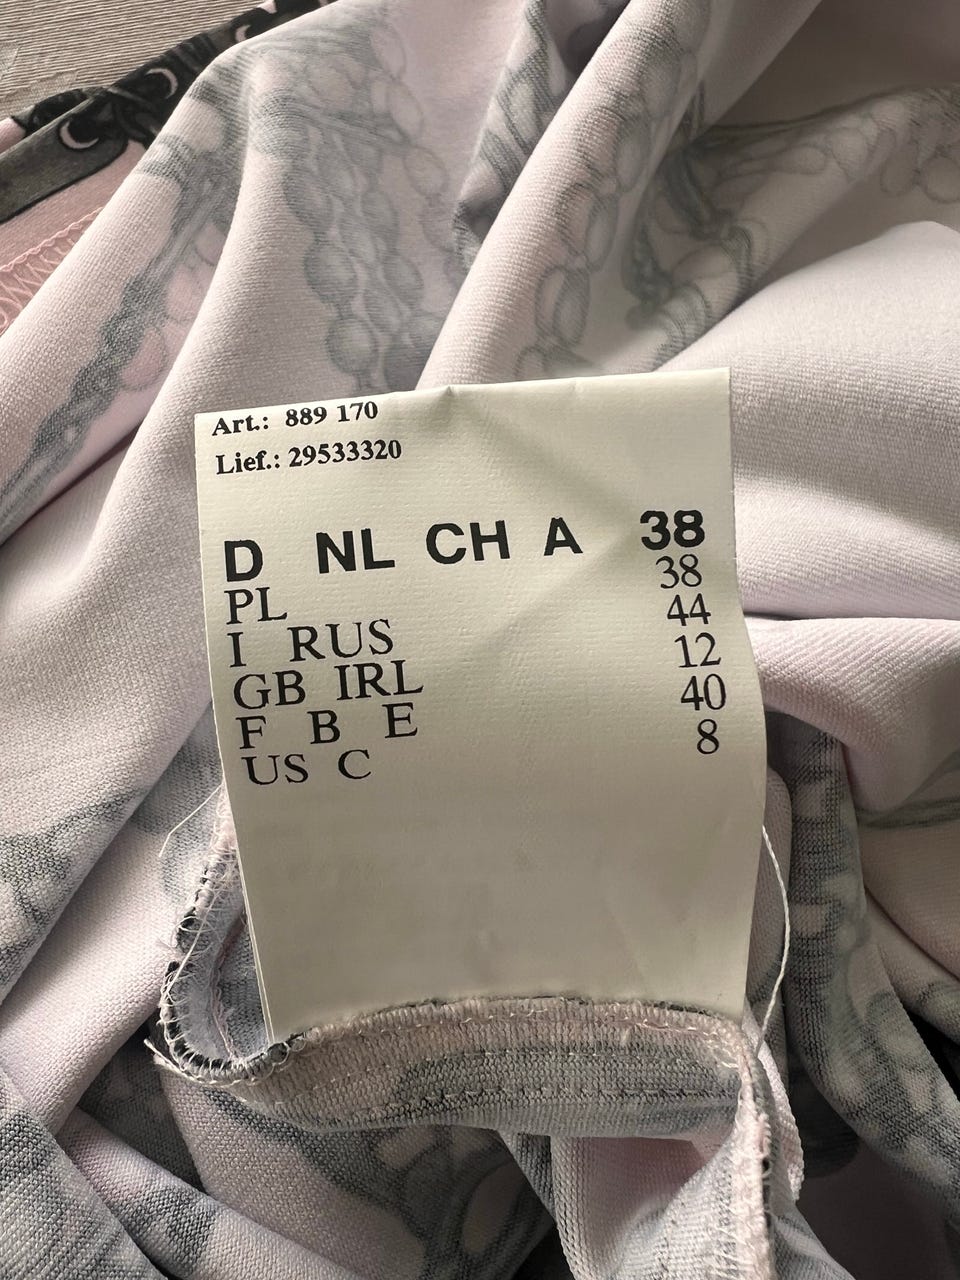 Art.: 889 170
Lief.: 29533320
D NL CH A 38
PL 38
I RUS 44
GB IRL 12
F B E 40
US C 8